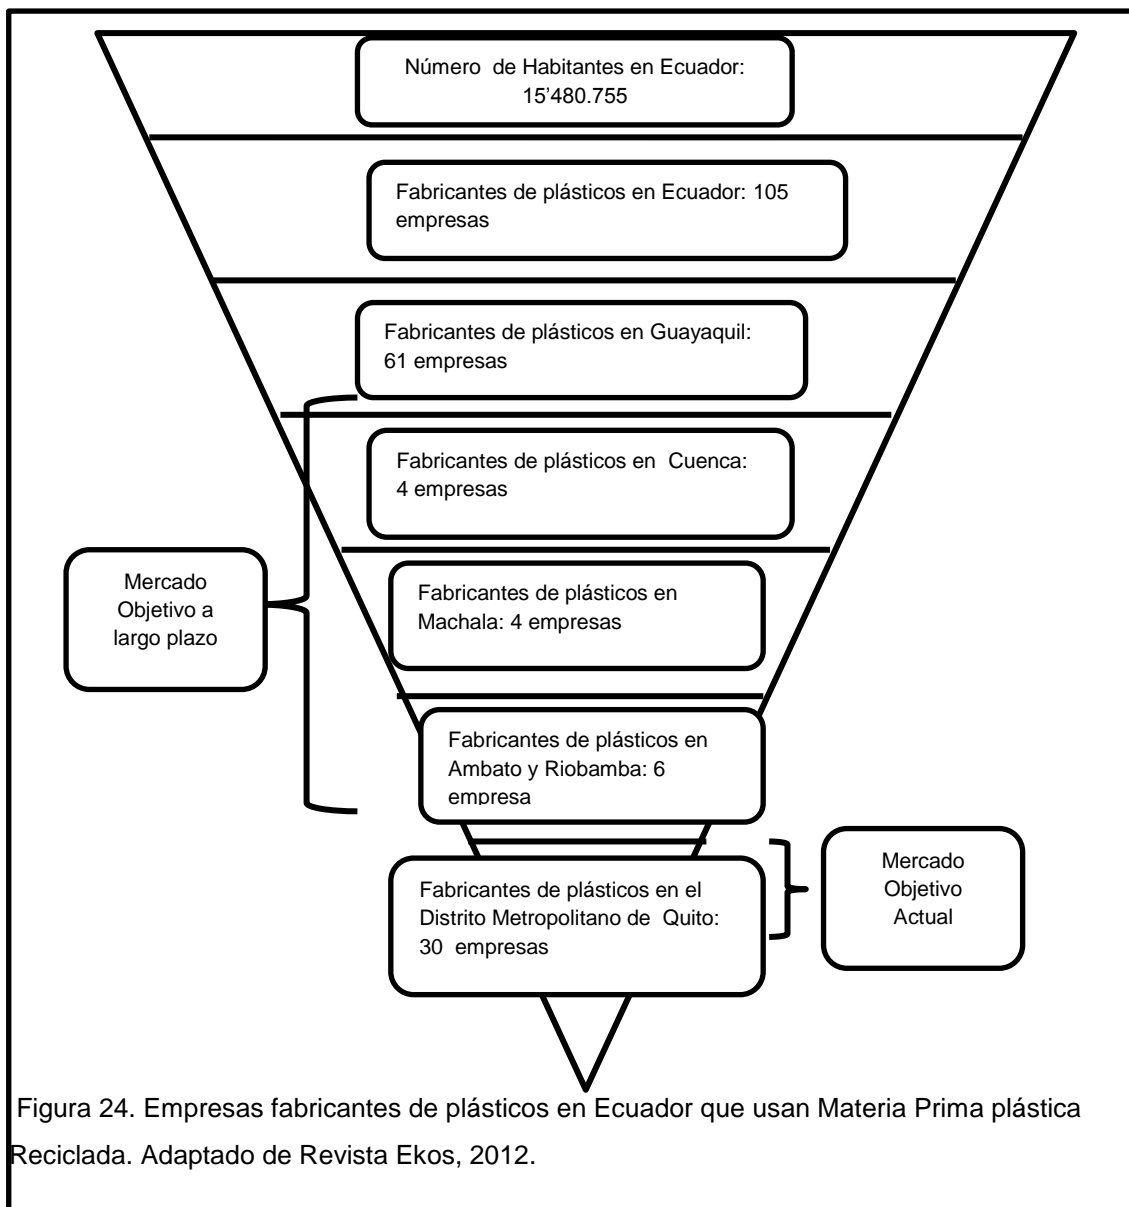 Número de Habitantes en Ecuador:
15’480.755
Fabricantes de plásticos en Ecuador: 105
empresas
Fabricantes de plásticos en Guayaquil:
61 empresas
Fabricantes de plásticos en Cuenca:
4 empresas
Mercado
Objetivo a
largo plazo
Fabricantes de plásticos en
Machala: 4 empresas
Fabricantes de plásticos en
Ambato y Riobamba: 6
empresa
Fabricantes de plásticos en el
Distrito Metropolitano de Quito:
30 empresas
Mercado
Objetivo
Actual
Figura 24. Empresas fabricantes de plásticos en Ecuador que usan Materia Prima plástica
Reciclada. Adaptado de Revista Ekos, 2012.